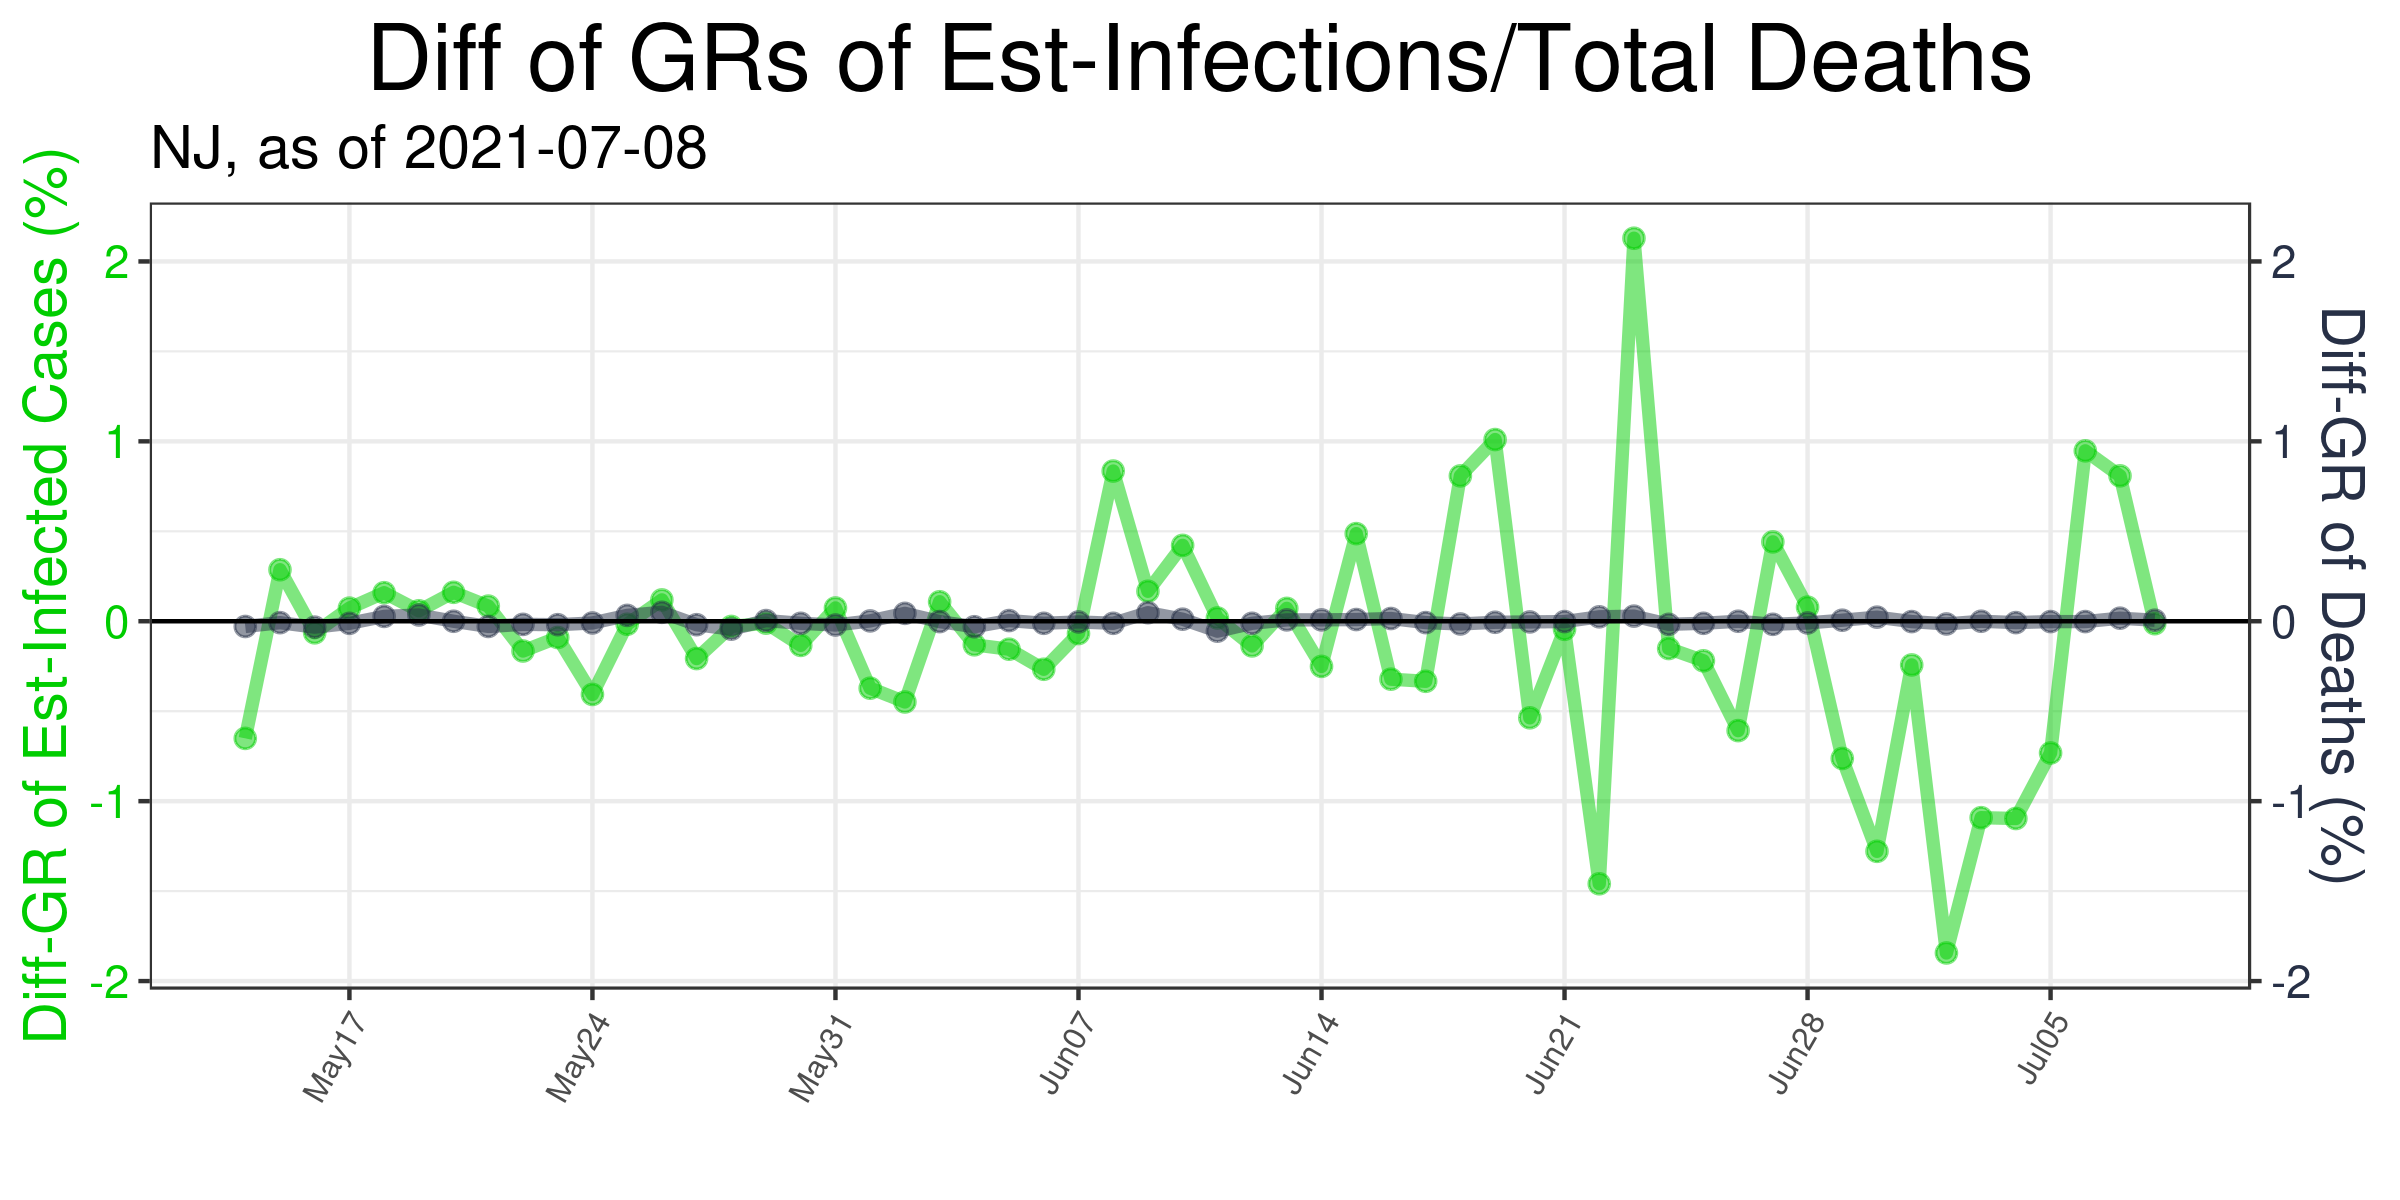 Diff of GRs of Est-Infections/Total Deaths
NJ, as of 2021-07-08
Diff-GR of Est-Infected Cases (%)
2
1
0
-1
-2
2
1
0
-1
-2
Diff-GR of Deaths (%)
May17
May24
May31
Jun07
Jun14
Jun21
Jun28
Jul05